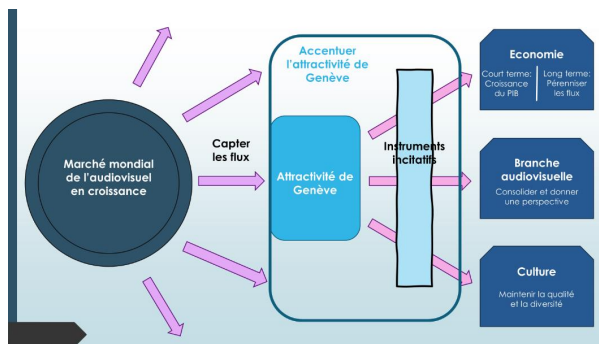 Marché mondial
de l'audiovisuel
en croissance
Capter
les flux
Accentuer
l'attractivité de
Genève
Attractivité de
Genève
Instruments
incitatifs
Economie
Court terme:
Croissance
du PIB
Long terme:
Pérenniser
les flux
Branche
audiovisuelle
Consolider et donner
une perspective
Culture
Maintenir la qualité
et la diversité